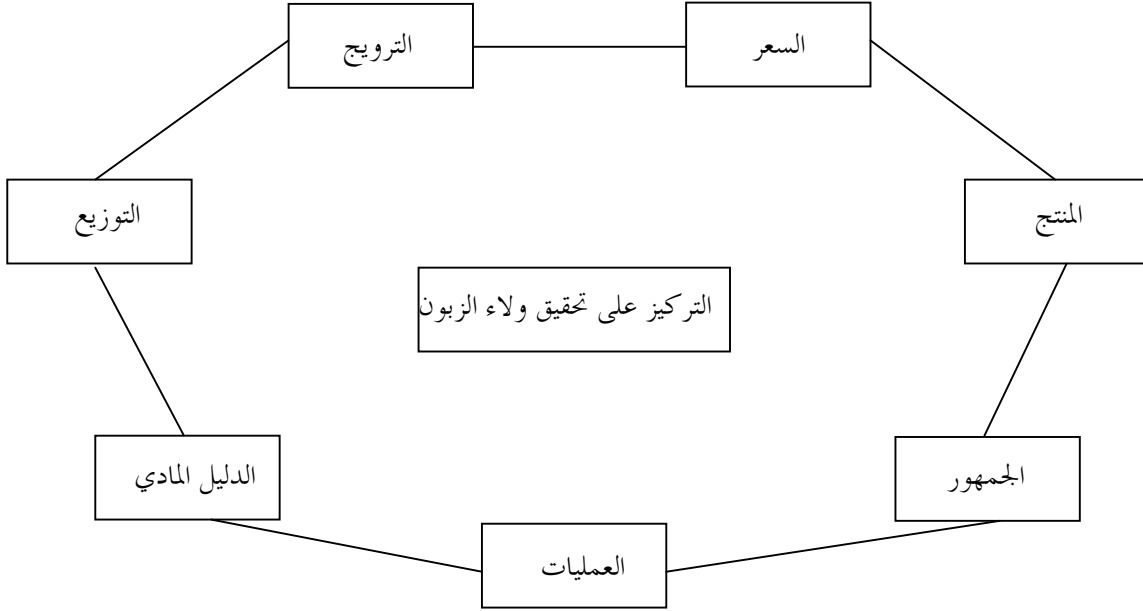 السعر
الترويج
المنتج
التوزيع
التركيز على تحقيق ولاء الزبون
الجمهور
الدليل المادي
العمليات